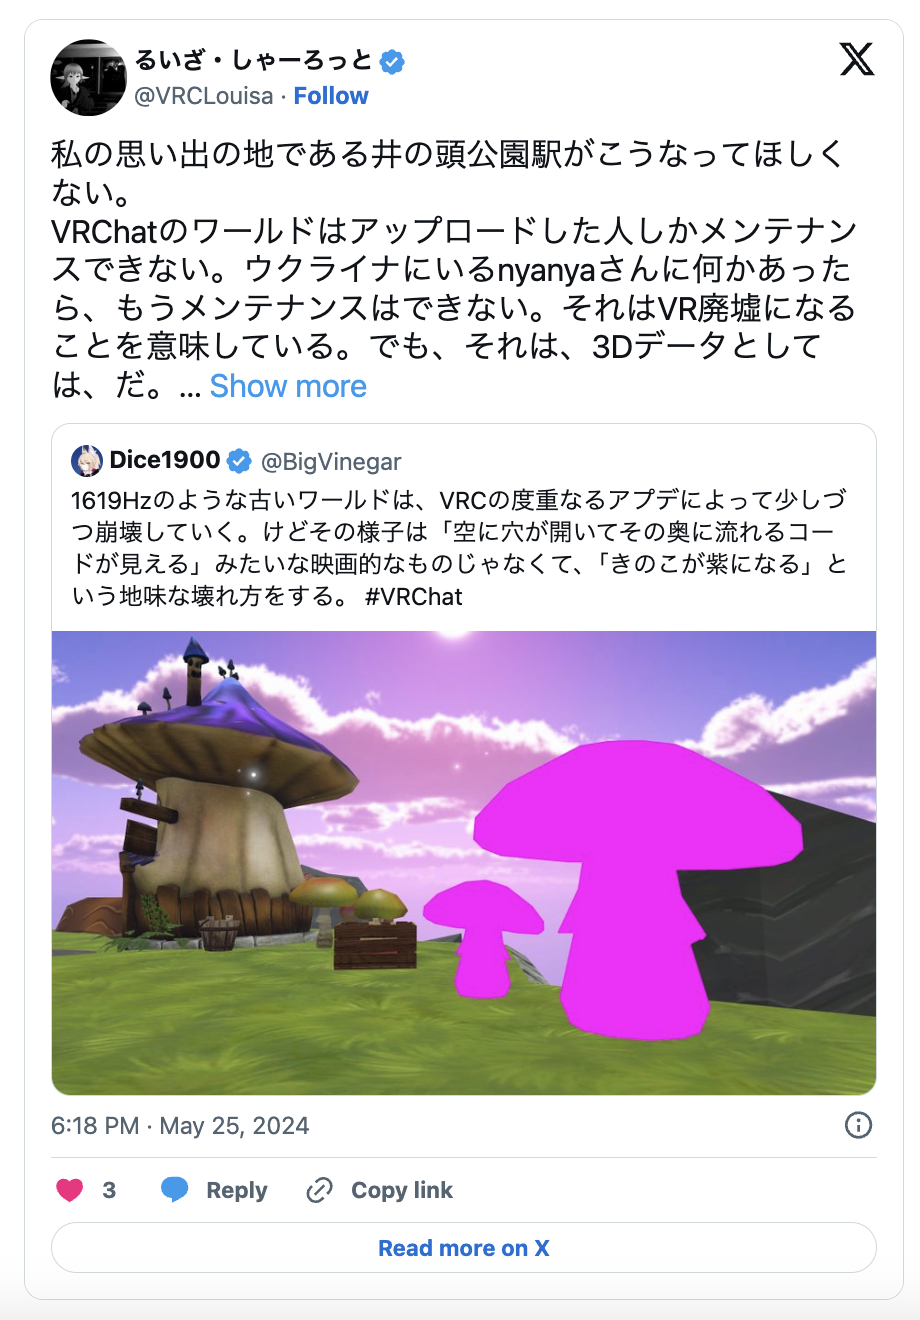 るいざ・しゃーろっと
@VRCLouisa · Follow
私の思い出の地である井の頭公園駅がこうなってほしく
ない。
VRChatのワールドはアップロードした人しかメンテナン
スできない。ウクライナにいるnyanyaさんに何かあった
ら、もうメンテナンスはできない。それはVR廃墟になる
ことを意味している。でも、それは、3Dデータとして
は、だ。... Show more
Dice1900 @BigVinegar
1619Hzのような古いワールドは、VRCの度重なるアプデによって少しづ
つ崩壊していく。けどその様子は「空に穴が開いてその奥に流れるコー
ドが見える」みたいな映画的なものじゃなくて、「きのこが紫になる」と
いう地味な壊れ方をする。 #VRChat
6:18 PM · May 25, 2024
3 Reply Copy link
Read more on X